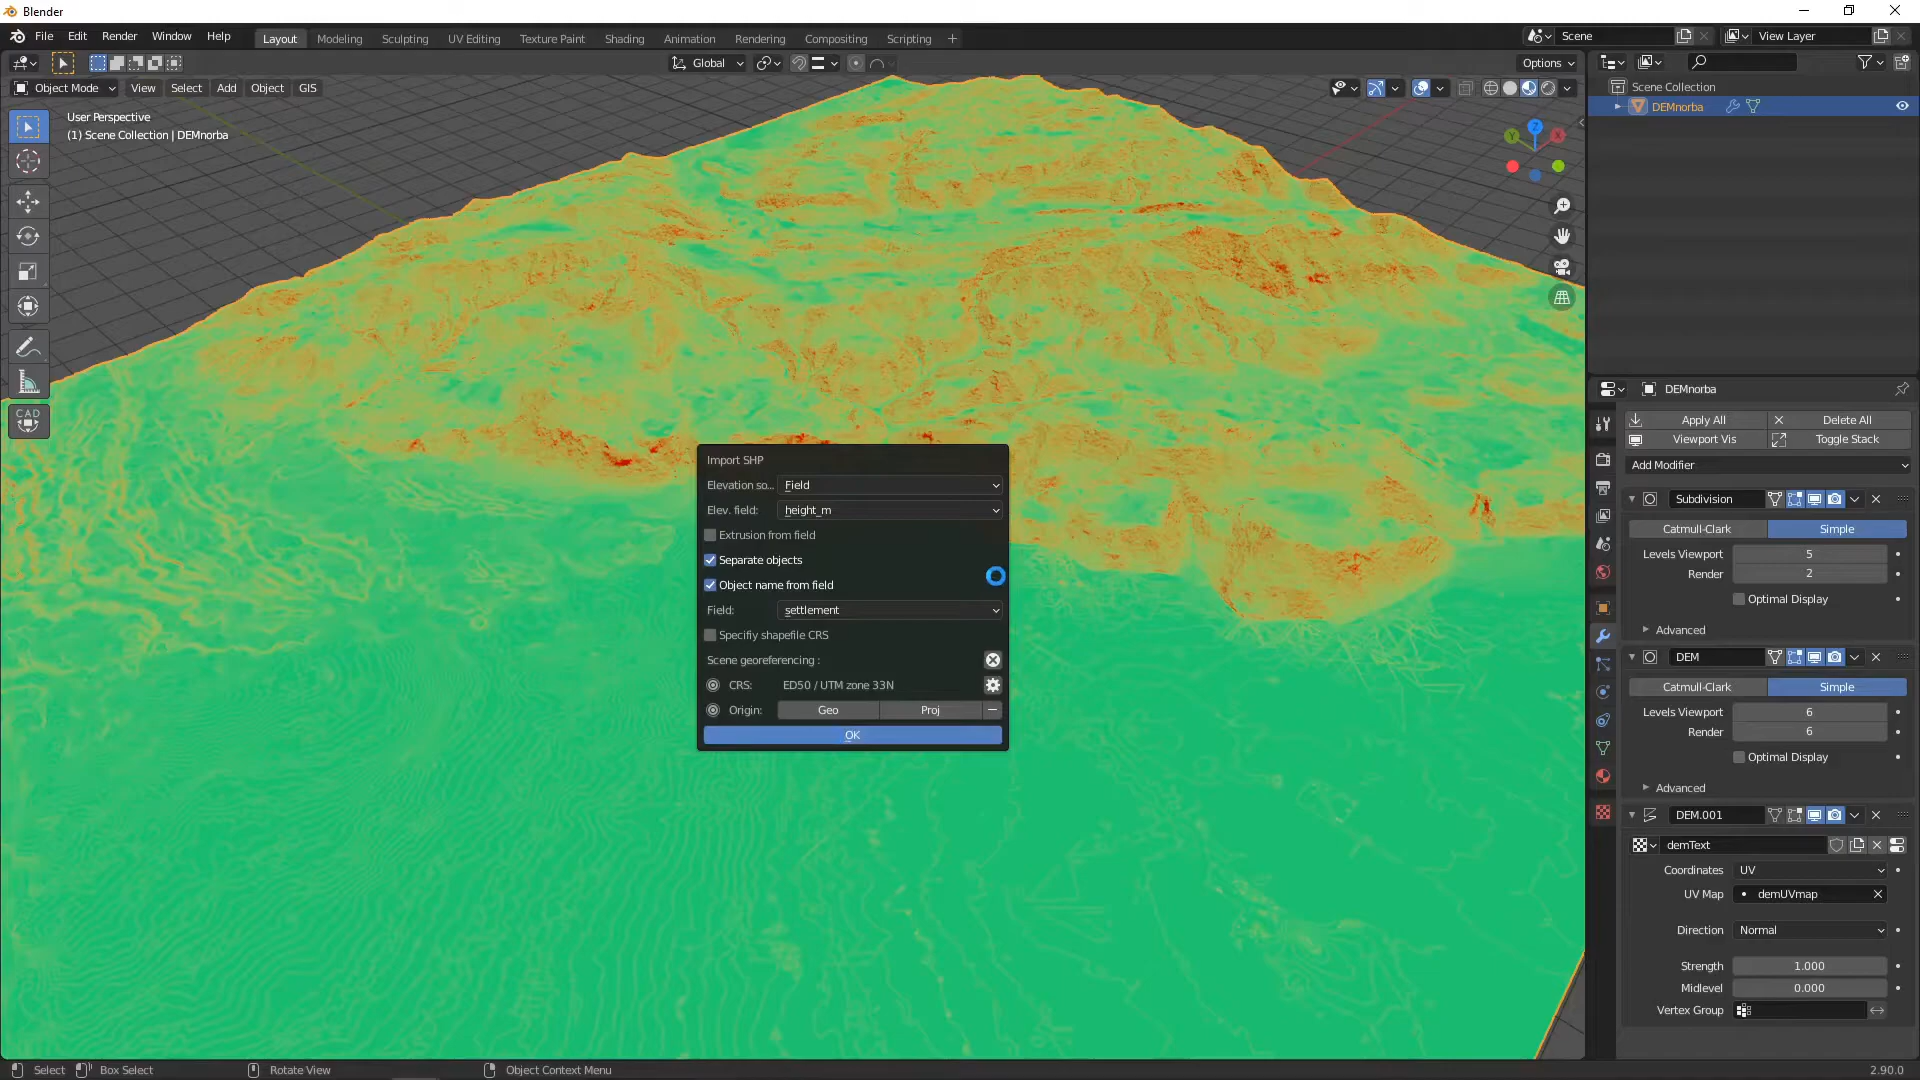 Blender
File Edit Render Window Help
Layout Modeling Sculpting UV Editing Texture Paint Shading Animation Rendering Compositing Scripting +
Scene
View Layer
Global
Options
Object Mode View Select Add Object GIS
User Perspective
(1) Scene Collection | DEMnorba
CAD
Z
Y
X
Scene Collection
DEMnorba
Import SHP
Elevation so... Field
Elev. field: height_m
Extrusion from field
Separate objects
Object name from field
Field: settlement
Specifiy shapefile CRS
Scene georeferencing :
CRS: ED50 / UTM zone 33N
Origin: Geo Proj
OK
DEMnorba
Apply All Delete All
Viewport Vis Toggle Stack
Add Modifier
Subdivision
Catmull-Clark Simple
Levels Viewport 5
Render 2
Optimal Display
Advanced
DEM
Catmull-Clark Simple
Levels Viewport 6
Render 6
Optimal Display
Advanced
DEM.001
demText
Coordinates UV
UV Map demUVmap
Direction Normal
Strength 1.000
Midlevel 0.000
Vertex Group
Select Box Select Rotate View Object Context Menu 2.90.0